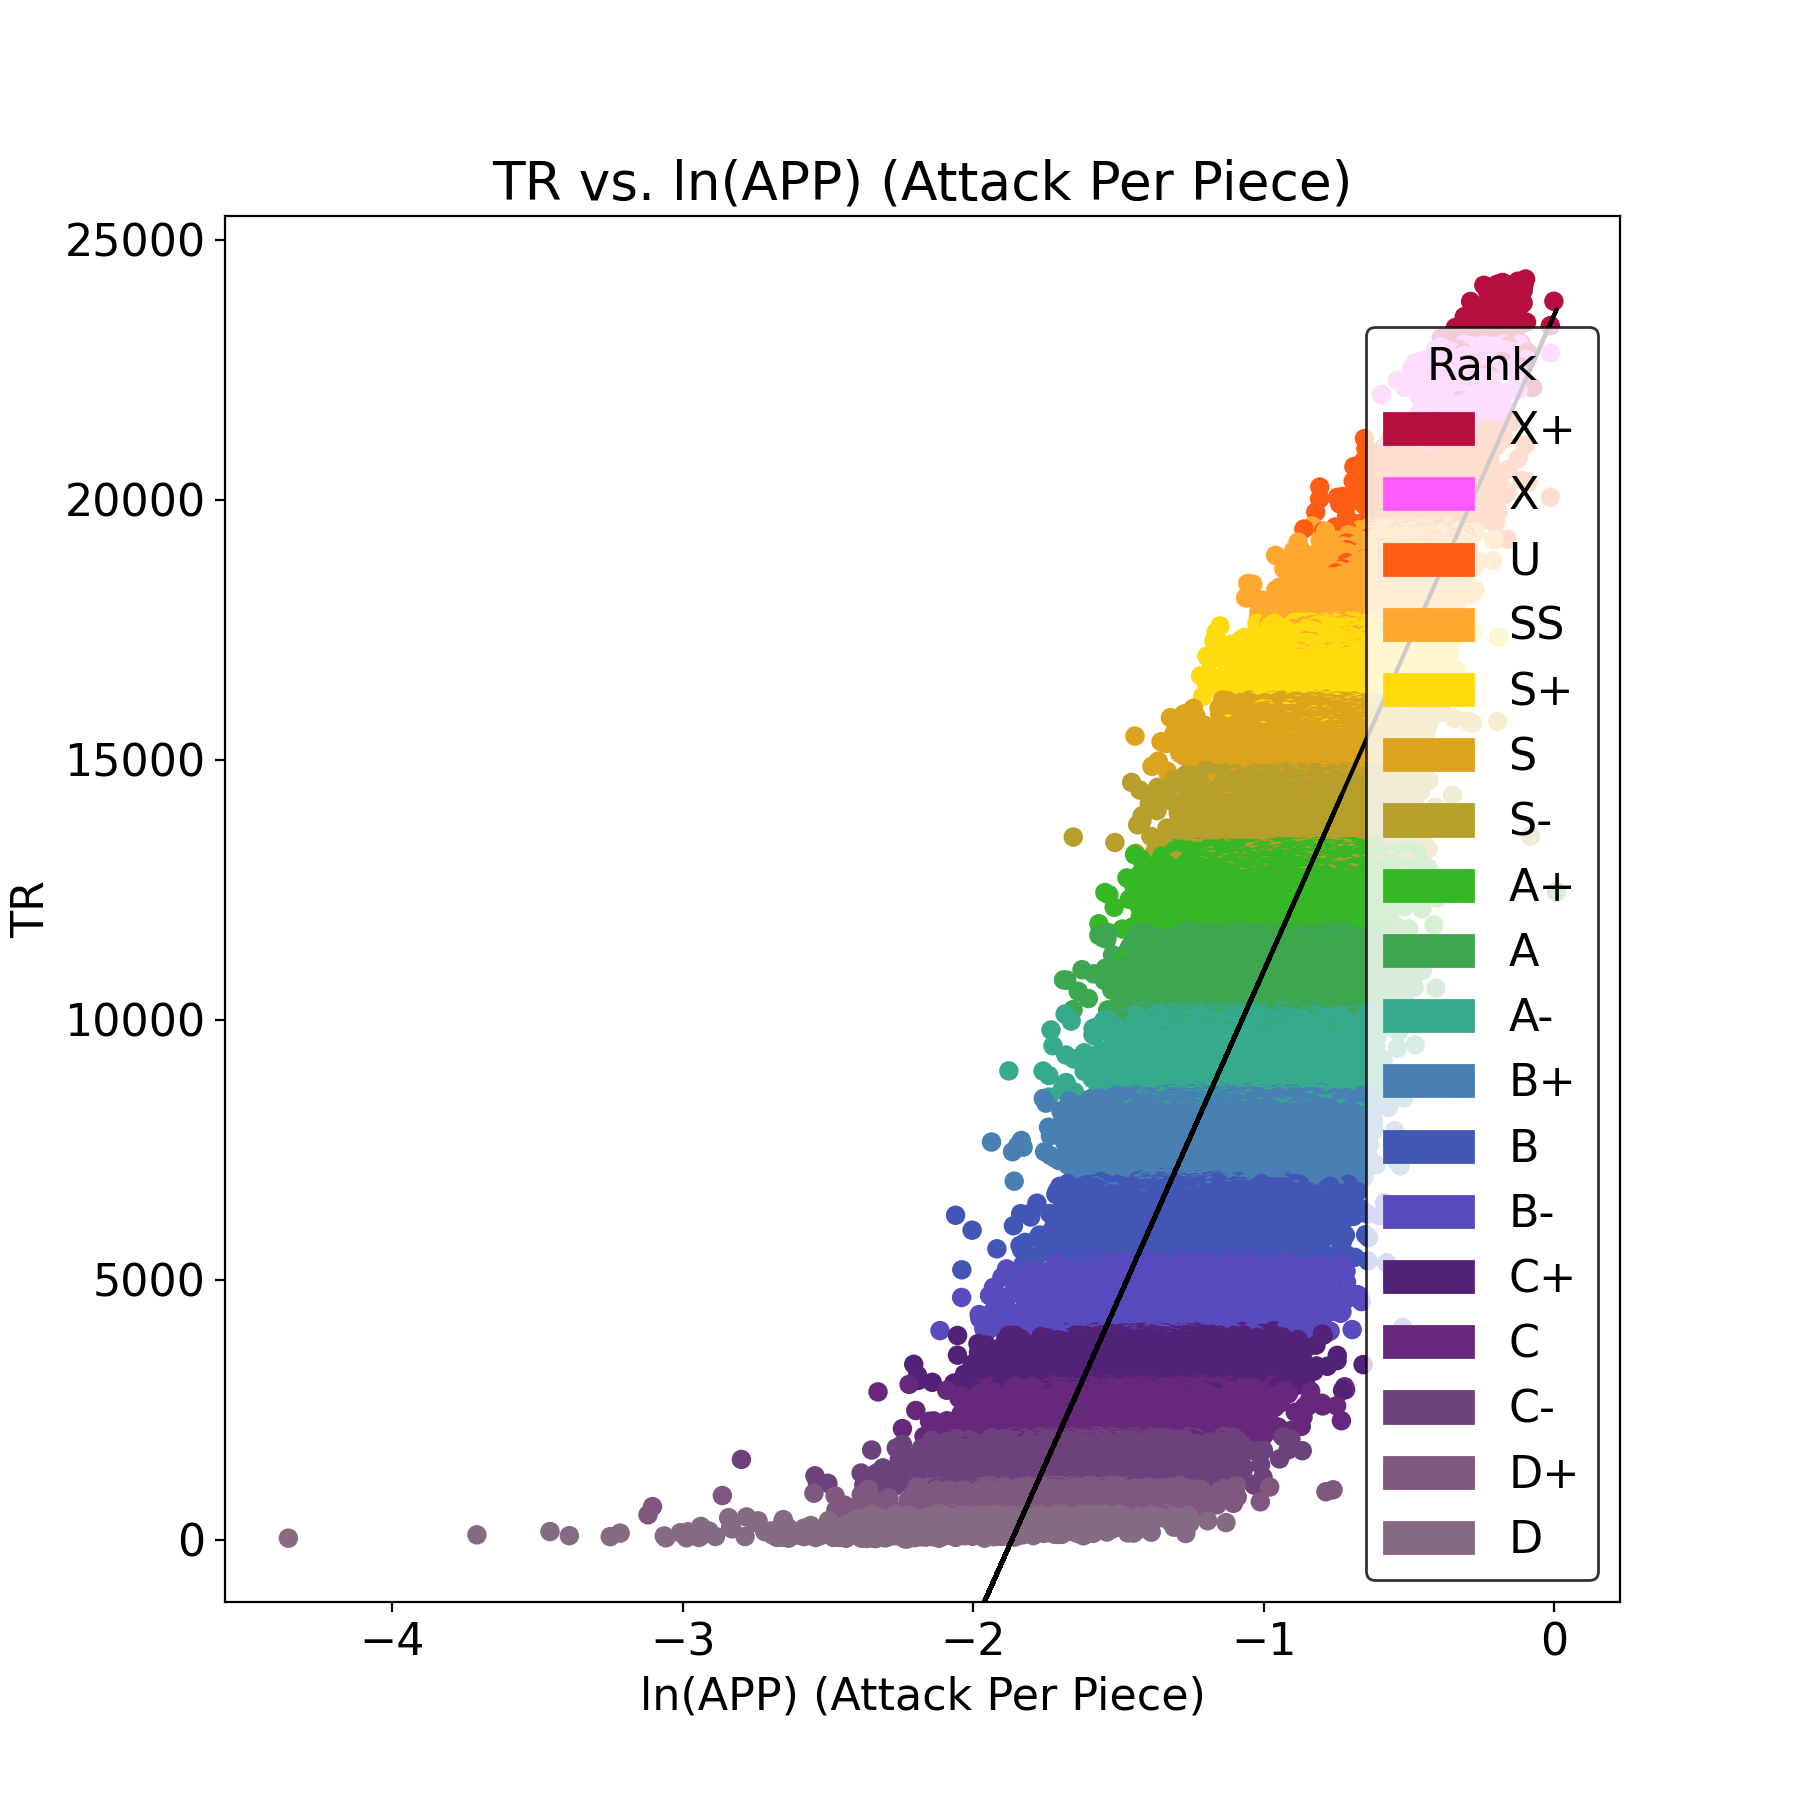 TR vs. ln(APP) (Attack Per Piece)
25000
20000
15000
10000
5000
0
TR
−4
−3
−2
−1
0
ln(APP) (Attack Per Piece)
Rank
X+
X
U
SS
S+
S
S-
A+
A
A-
B+
B
B-
C+
C
C-
D+
D